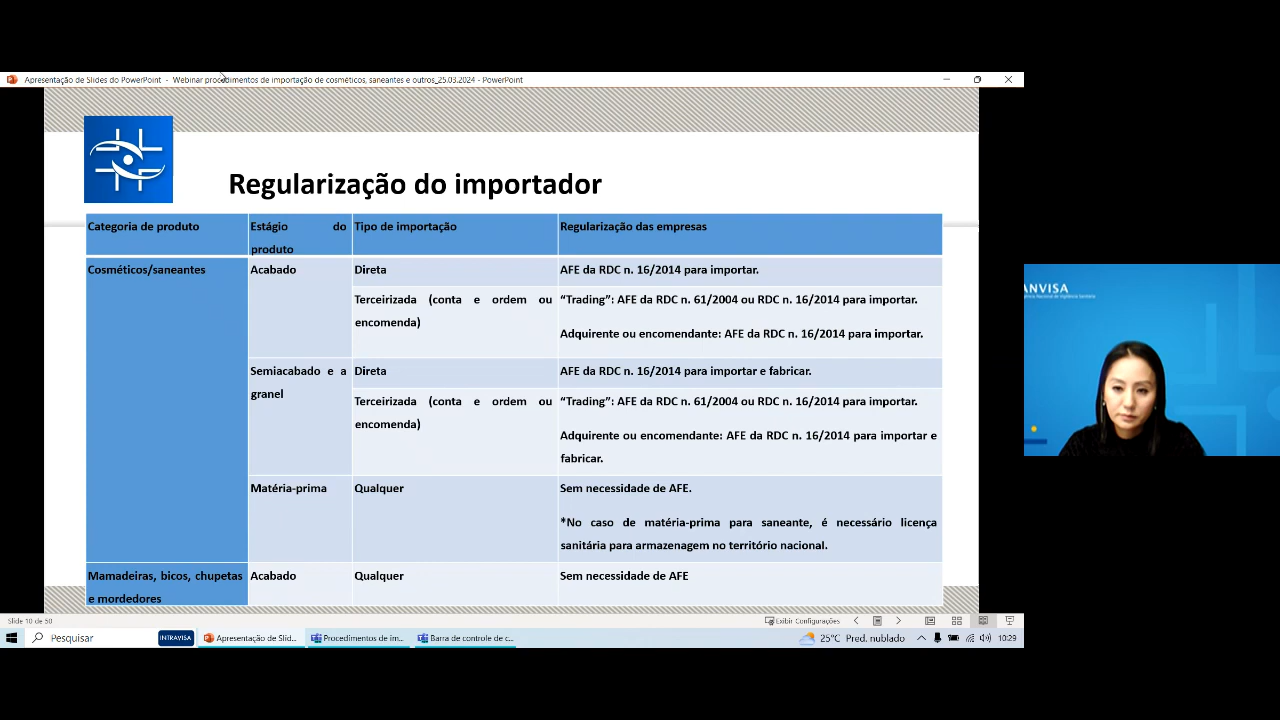 Apresentação de Slides do PowerPoint - Webinar procedimentos de importação de cosméticos, saneantes e outros_25.03.2024 - PowerPoint
Regularização do importador
Categoria de produto
Estágio do
produto
Tipo de importação
Regularização das empresas
Cosméticos/saneantes
Acabado
Direta
AFE da RDC n. 16/2014 para importar.
Terceirizada (conta e ordem ou
encomenda)
“Trading”: AFE da RDC n. 61/2004 ou RDC n. 16/2014 para importar.
Adquirente ou encomendante: AFE da RDC n. 16/2014 para importar.
Semiacabado e a
granel
Direta
AFE da RDC n. 16/2014 para importar e fabricar.
Terceirizada (conta e ordem ou
encomenda)
“Trading”: AFE da RDC n. 61/2004 ou RDC n. 16/2014 para importar.
Adquirente ou encomendante: AFE da RDC n. 16/2014 para importar e
fabricar.
Matéria-prima
Qualquer
Sem necessidade de AFE.
*No caso de matéria-prima para saneante, é necessário licença
sanitária para armazenagem no território nacional.
Mamadeiras, bicos, chupetas
e mordedores
Acabado
Qualquer
Sem necessidade de AFE
ANVISA
Agência Nacional de Vigilância Sanitária
Slide 10 de 50
Exibir Configurações
Pesquisar
INTRAVISA
Apresentação de Slid...
Procedimentos de im...
Barra de controle de c...
25°C Pred. nublado
10:29